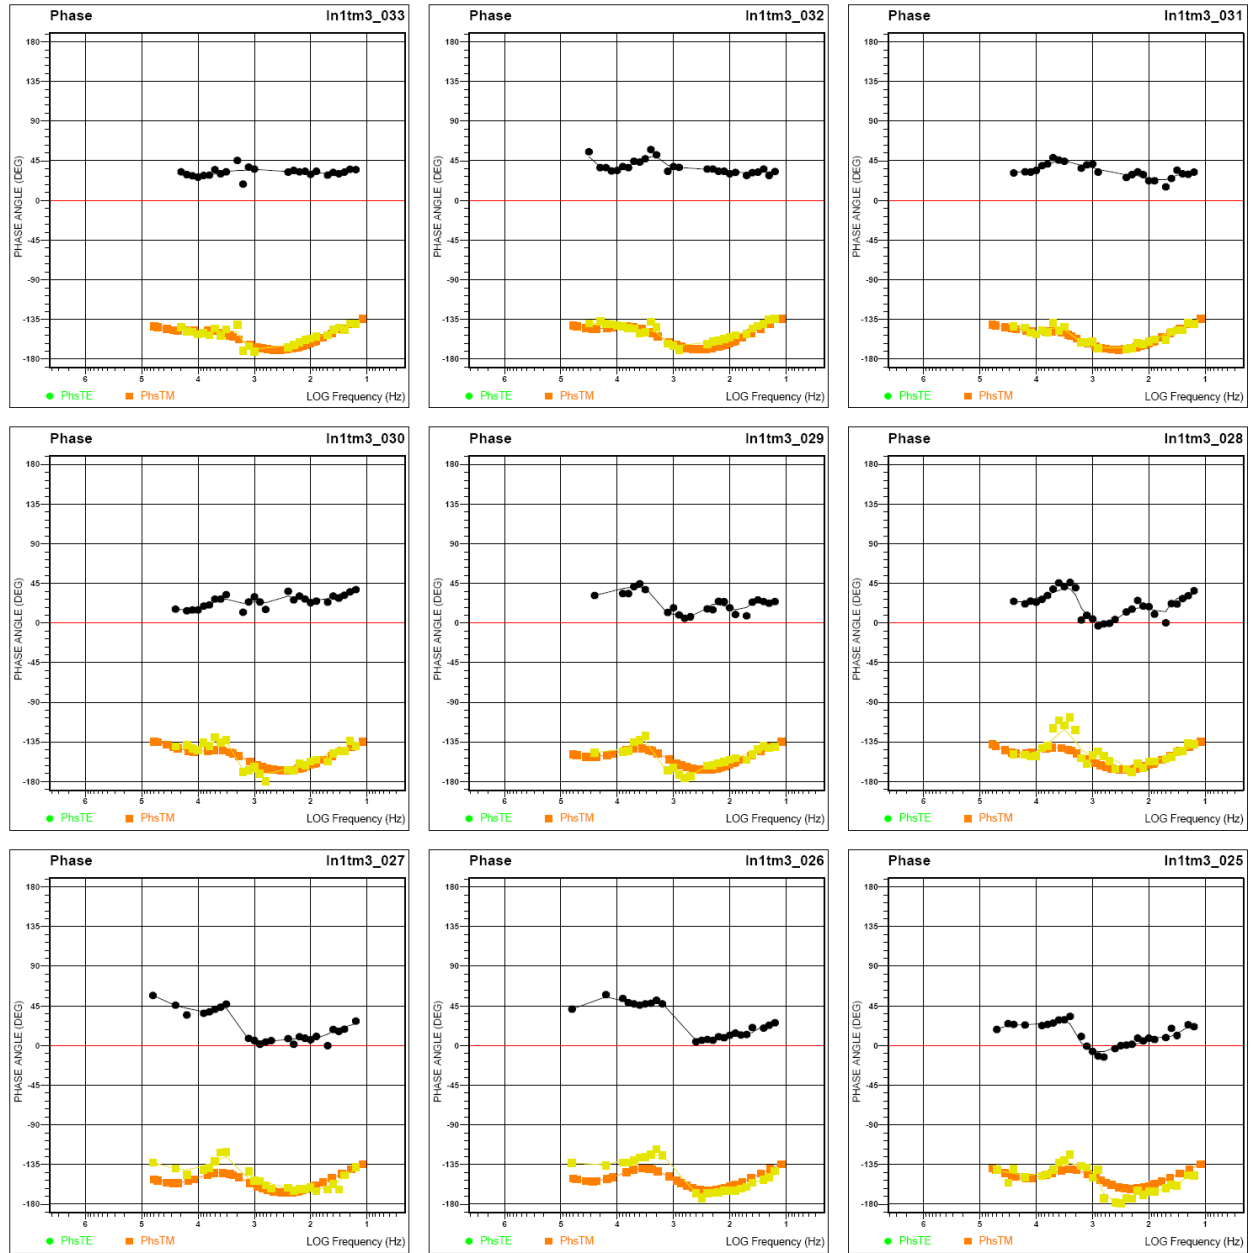 Phase ln1tm3_033
180
135
90
45
0
-45
-90
-135
-180
PHASE ANGLE (DEG)
6 5 4 3 2 1
PhsTE PhsTM LOG Frequency (Hz)
Phase ln1tm3_032
180
135
90
45
0
-45
-90
-135
-180
PHASE ANGLE (DEG)
6 5 4 3 2 1
PhsTE PhsTM LOG Frequency (Hz)
Phase ln1tm3_031
180
135
90
45
0
-45
-90
-135
-180
PHASE ANGLE (DEG)
6 5 4 3 2 1
PhsTE PhsTM LOG Frequency (Hz)
Phase ln1tm3_030
180
135
90
45
0
-45
-90
-135
-180
PHASE ANGLE (DEG)
6 5 4 3 2 1
PhsTE PhsTM LOG Frequency (Hz)
Phase ln1tm3_029
180
135
90
45
0
-45
-90
-135
-180
PHASE ANGLE (DEG)
6 5 4 3 2 1
PhsTE PhsTM LOG Frequency (Hz)
Phase ln1tm3_028
180
135
90
45
0
-45
-90
-135
-180
PHASE ANGLE (DEG)
6 5 4 3 2 1
PhsTE PhsTM LOG Frequency (Hz)
Phase ln1tm3_027
180
135
90
45
0
-45
-90
-135
-180
PHASE ANGLE (DEG)
6 5 4 3 2 1
PhsTE PhsTM LOG Frequency (Hz)
Phase ln1tm3_026
180
135
90
45
0
-45
-90
-135
-180
PHASE ANGLE (DEG)
6 5 4 3 2 1
PhsTE PhsTM LOG Frequency (Hz)
Phase ln1tm3_025
180
135
90
45
0
-45
-90
-135
-180
PHASE ANGLE (DEG)
6 5 4 3 2 1
PhsTE PhsTM LOG Frequency (Hz)